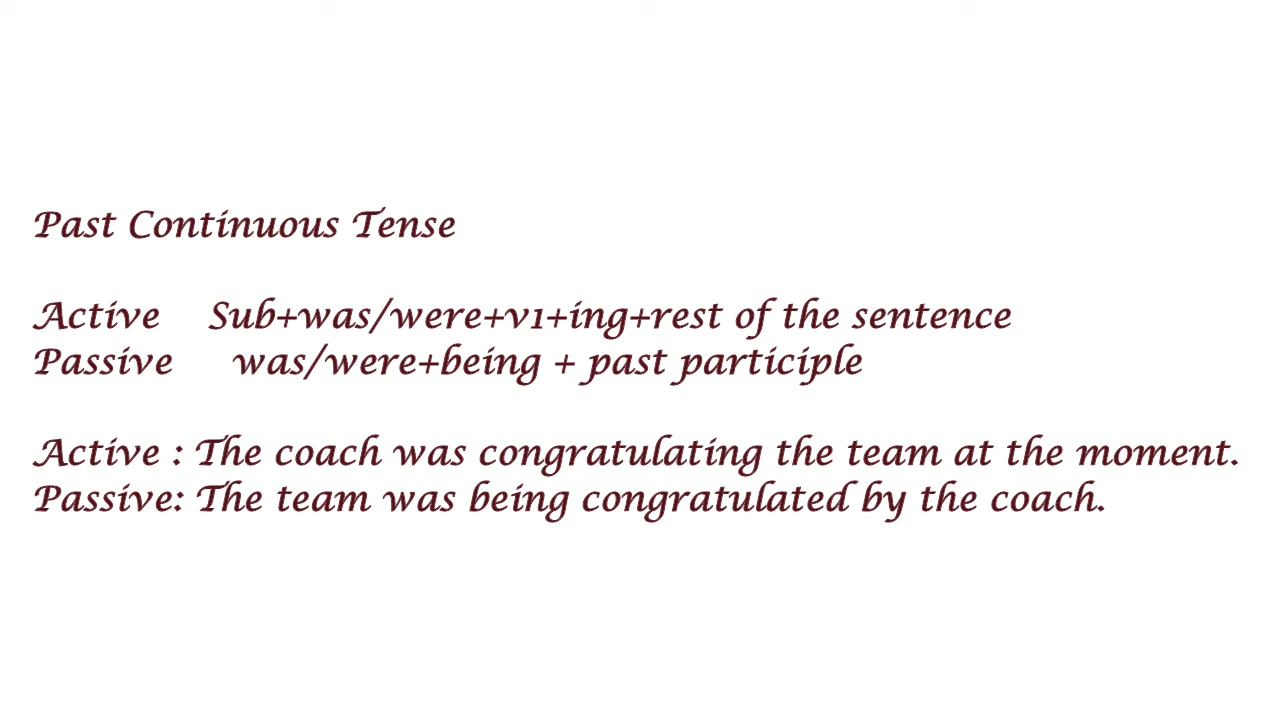 Past Continuous Tense
Active Sub+was/were+v1+ing+rest of the sentence
Passive was/were+being + past participle
Active : The coach was congratulating the team at the moment.
Passive: The team was being congratulated by the coach.